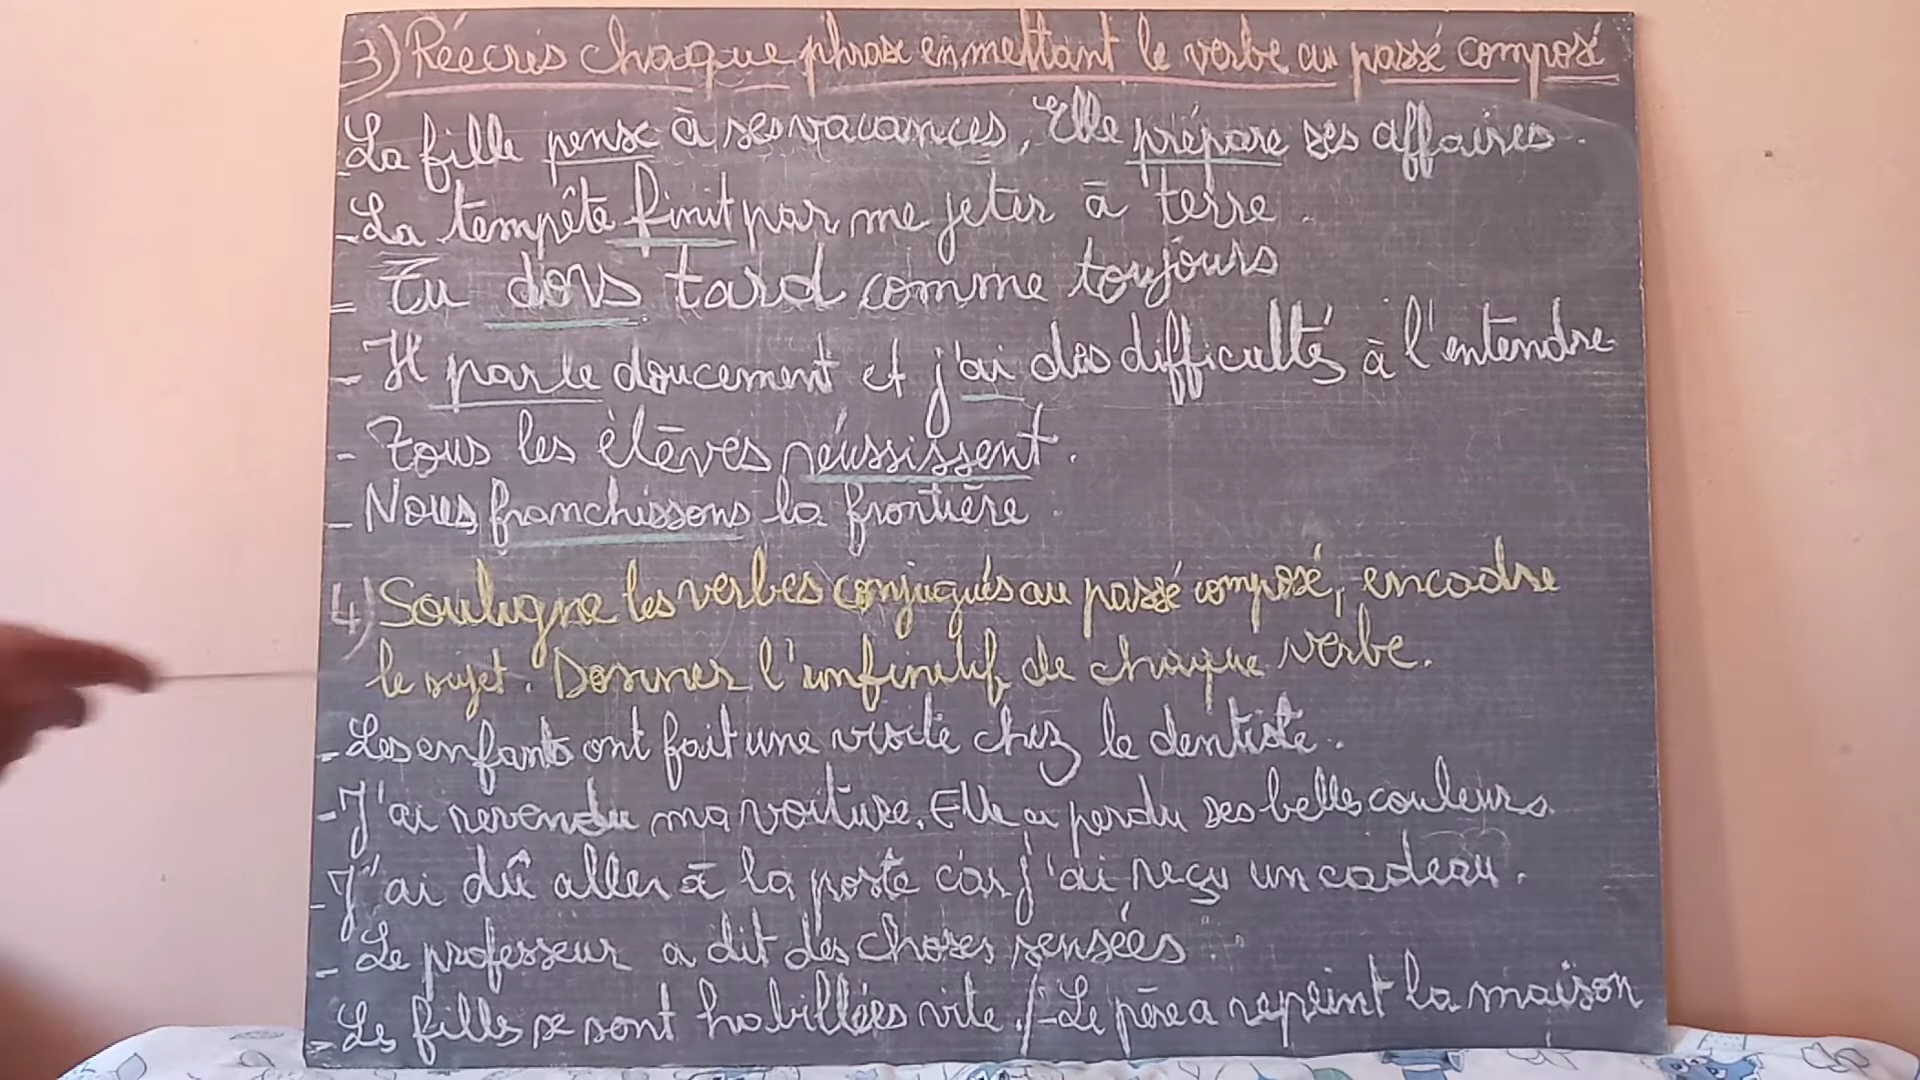 3) Réecris chaque phrase en mettant le verbe au passé composé
- La fille pense à ses vacances, Elle prépare ses affaires.
- La tempête finit par me jeter à terre.
- Tu dors tard comme toujours
- Il parle doucement et j'ai des difficultés à l'entendre
- Tous les élèves réussissent.
- Nous franchissons la frontière.
4) Souligne les verbes conjugués au passé composé, encadre
le sujet. Donner l'infinitif de chaque verbe.
- Les enfants ont fait une visite chez le dentiste.
- J'ai revendu ma voiture. Elle a perdu ses belles couleurs.
- J'ai dû aller à la poste car j'ai reçu un cadeau.
- Le professeur a dit des choses sensées.
- Les filles se sont habillées vite. / - Le père a repeint la maison